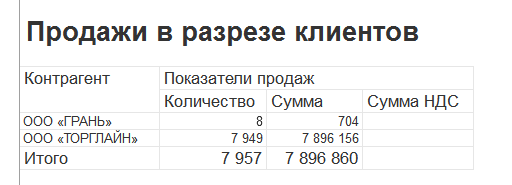 Продажи в разрезе клиентов
Контрагент Показатели продаж
Количество Сумма Сумма НДС
ООО «ГРАНЬ» 8 704
ООО «ТОРГЛАЙН» 7 949 7 896 156
Итого 7 957 7 896 860